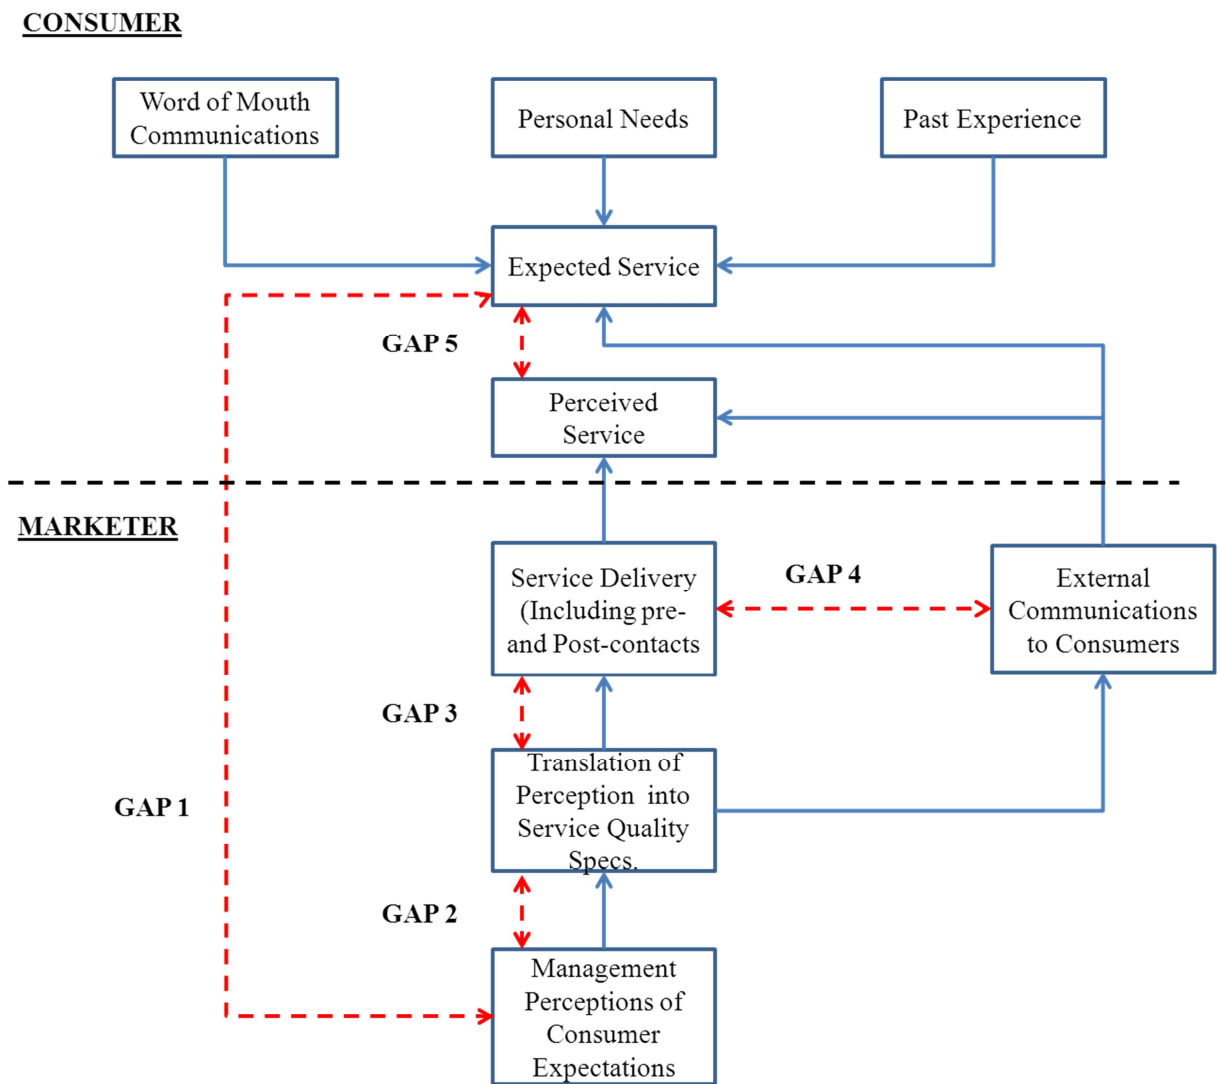 CONSUMER
Word of Mouth
Communications
Personal Needs
Past Experience
Expected Service
GAP 5
Perceived
Service
MARKETER
Service Delivery
(Including pre-
and Post-contacts
GAP 4
External
Communications
to Consumers
GAP 3
Translation of
Perception into
Service Quality
Specs.
GAP 1
GAP 2
Management
Perceptions of
Consumer
Expectations